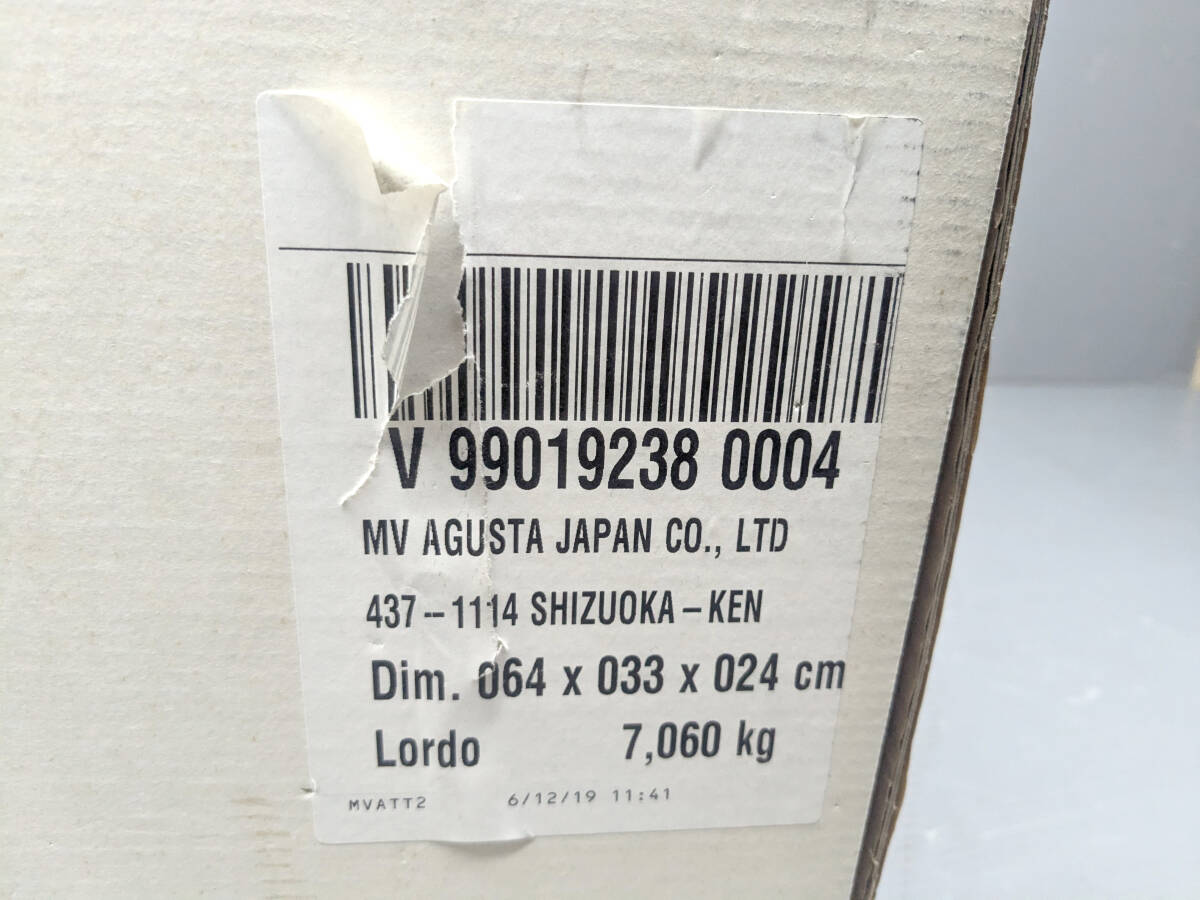 V 99019238 0004
MV AGUSTA JAPAN CO., LTD
437--1114 SHIZUOKA-KEN
Dim. 064 x 033 x 024 cm
Lordo 7,060 kg
MVATT2 6/12/19 11:41